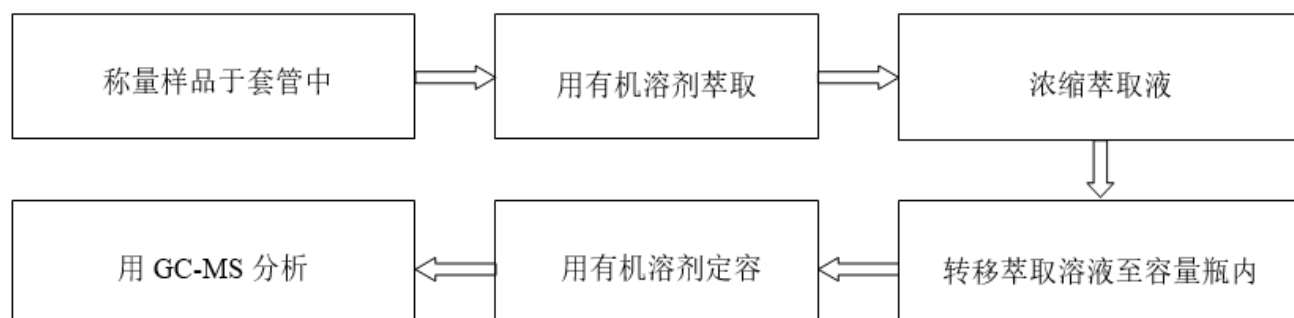 称量样品于套管中
用有机溶剂萃取
浓缩萃取液
转移萃取溶液至容量瓶内
用有机溶剂定容
用 GC-MS 分析